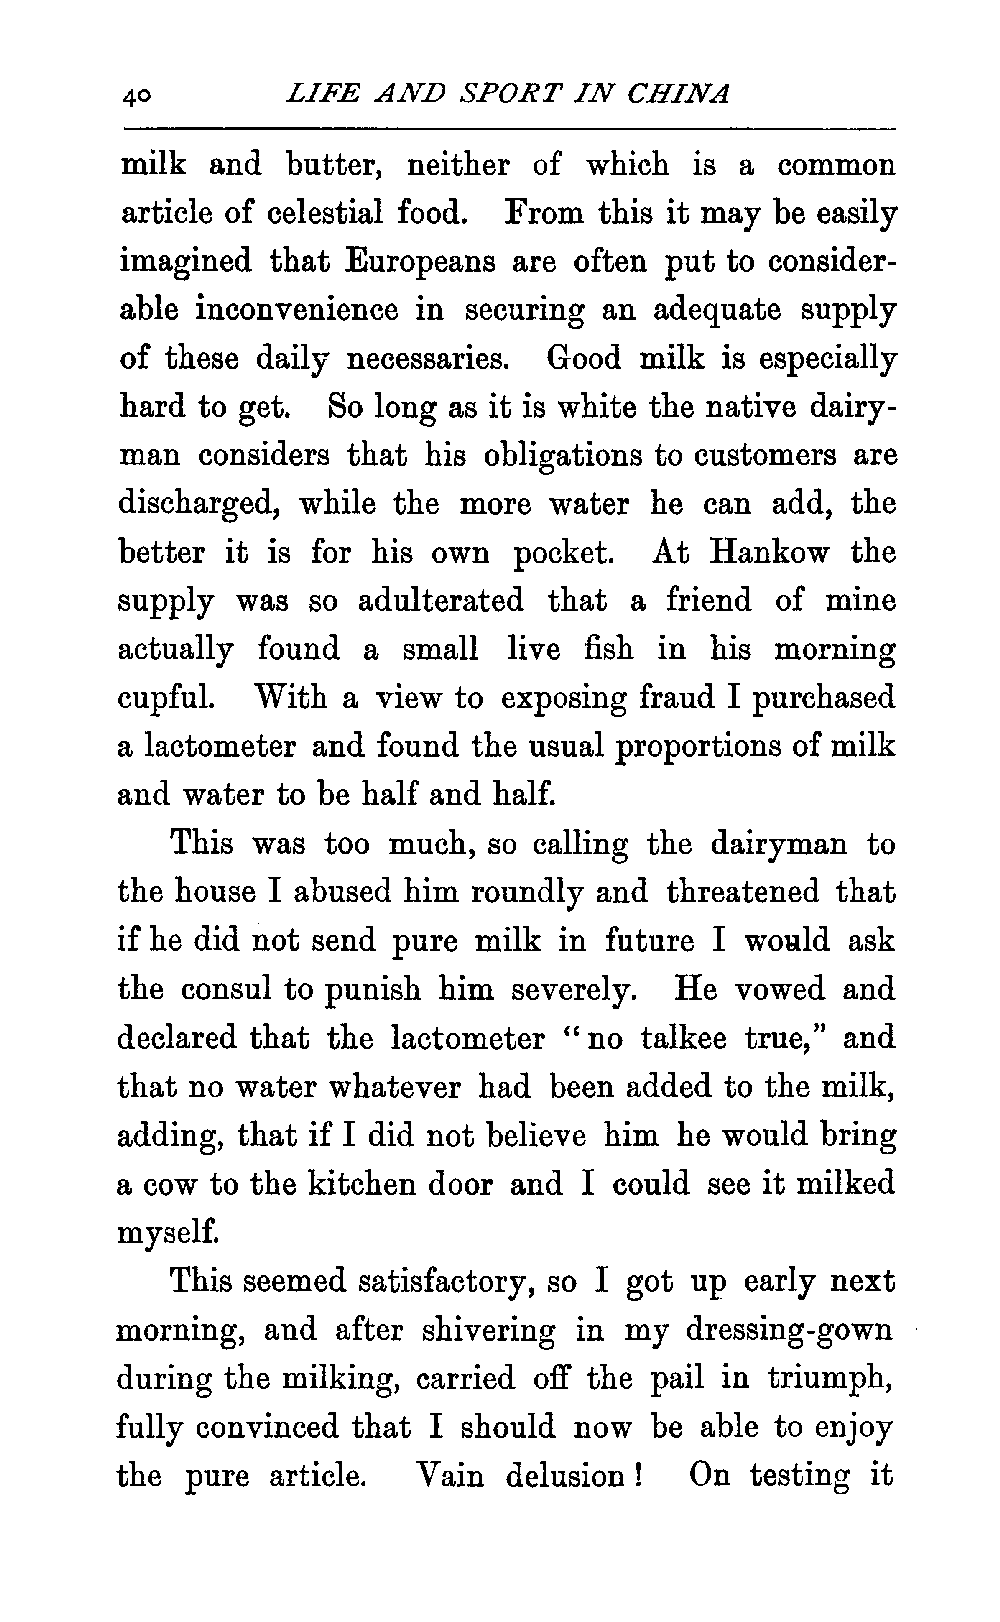 40 LIFE AND SPORT IN CHINA
milk and butter, neither of which is a common
article of celestial food. From this it may be easily
imagined that Europeans are often put to consider-
able inconvenience in securing an adequate supply
of these daily necessaries. Good milk is especially
hard to get. So long as it is white the native dairy-
man considers that his obligations to customers are
discharged, while the more water he can add, the
better it is for his own pocket. At Hankow the
supply was so adulterated that a friend of mine
actually found a small live fish in his morning
cupful. With a view to exposing fraud I purchased
a lactometer and found the usual proportions of milk
and water to be half and half.
This was too much, so calling the dairyman to
the house I abused him roundly and threatened that
if he did not send pure milk in future I would ask
the consul to punish him severely. He vowed and
declared that the lactometer “no talkee true,” and
that no water whatever had been added to the milk,
adding, that if I did not believe him he would bring
a cow to the kitchen door and I could see it milked
myself.
This seemed satisfactory, so I got up early next
morning, and after shivering in my dressing-gown
during the milking, carried off the pail in triumph,
fully convinced that I should now be able to enjoy
the pure article. Vain delusion! On testing it